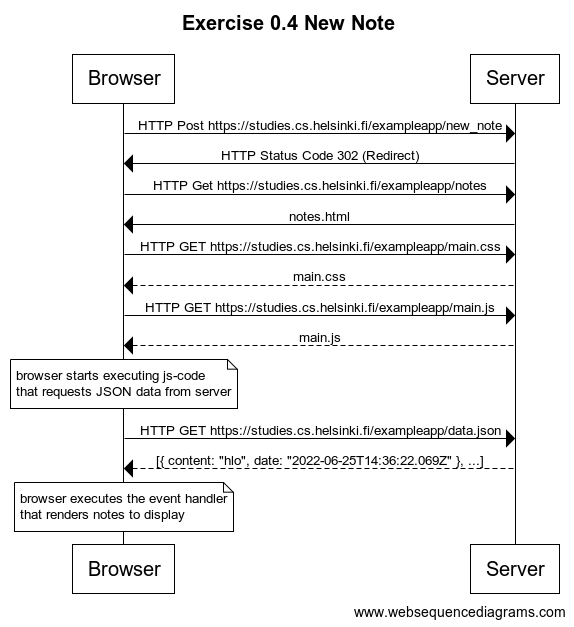 Exercise 0.4 New Note
Browser
Server
HTTP Post https://studies.cs.helsinki.fi/exampleapp/new_note
HTTP Status Code 302 (Redirect)
HTTP Get https://studies.cs.helsinki.fi/exampleapp/notes
notes.html
HTTP GET https://studies.cs.helsinki.fi/exampleapp/main.css
main.css
HTTP GET https://studies.cs.helsinki.fi/exampleapp/main.js
main.js
browser starts executing js-code
that requests JSON data from server
HTTP GET https://studies.cs.helsinki.fi/exampleapp/data.json
[{ content: "hlo", date: "2022-06-25T14:36:22.069Z" }, ...]
browser executes the event handler
that renders notes to display
Browser
Server
www.websequencediagrams.com